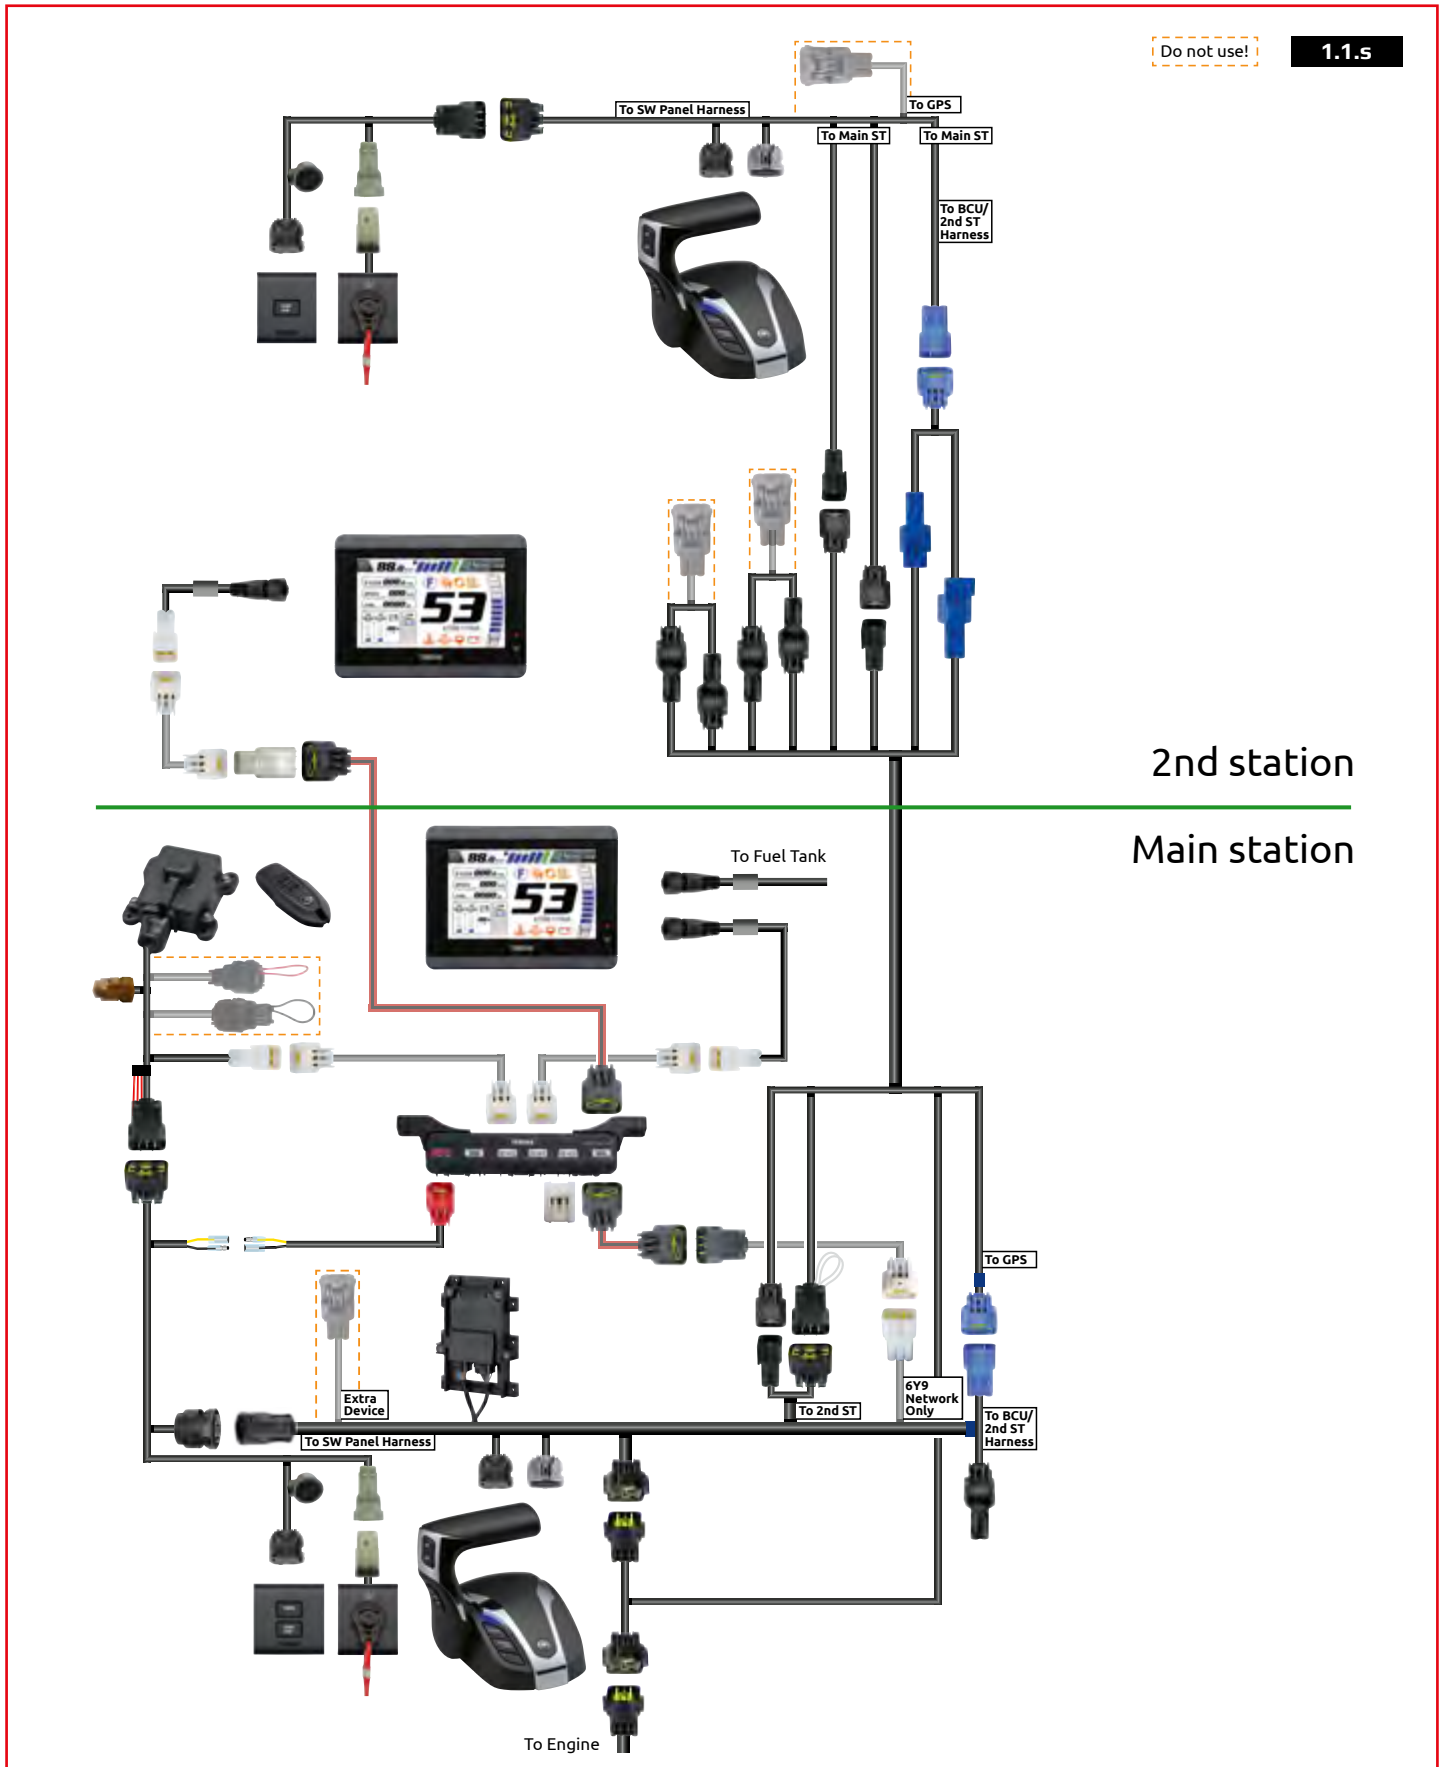 Do not use!
1.1.s
To GPS
To SW Panel Harness
To Main ST
To Main ST
To BCU/
2nd ST
Harness
53
2nd station
Main station
To Fuel Tank
53
To GPS
Extra
Device
6Y9
Network
Only
To 2nd ST
To BCU/
2nd ST
Harness
To SW Panel Harness
To Engine